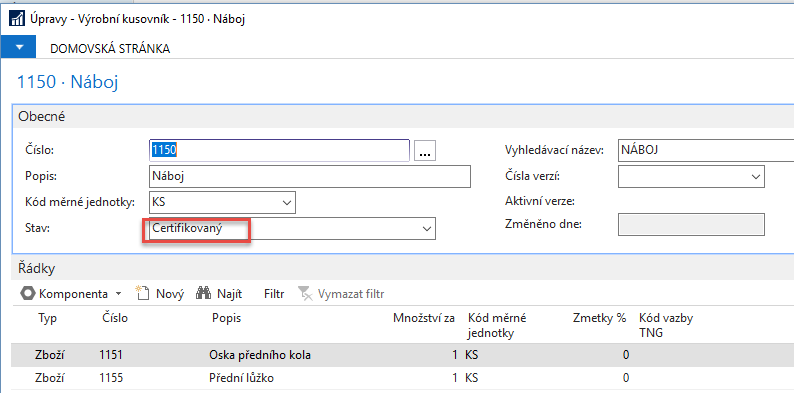 Úpravy - Výrobní kusovník - 1150 · Náboj
DOMOVSKÁ STRÁNKA
1150 · Náboj
Obecné
Číslo: 1150 ... Vyhledávací název: NÁBOJ
Popis: Náboj Čísla verzí:
Kód měrné jednotky: KS Aktivní verze:
Stav: Certifikovaný Změněno dne:
Řádky
Komponenta Nový Najít Filtr Vymazat filtr
Typ Číslo Popis Množství za Kód měrné jednotky Zmetky % Kód vazby TNG
Zboží 1151 Oska předního kola 1 KS 0
Zboží 1155 Přední lůžko 1 KS 0